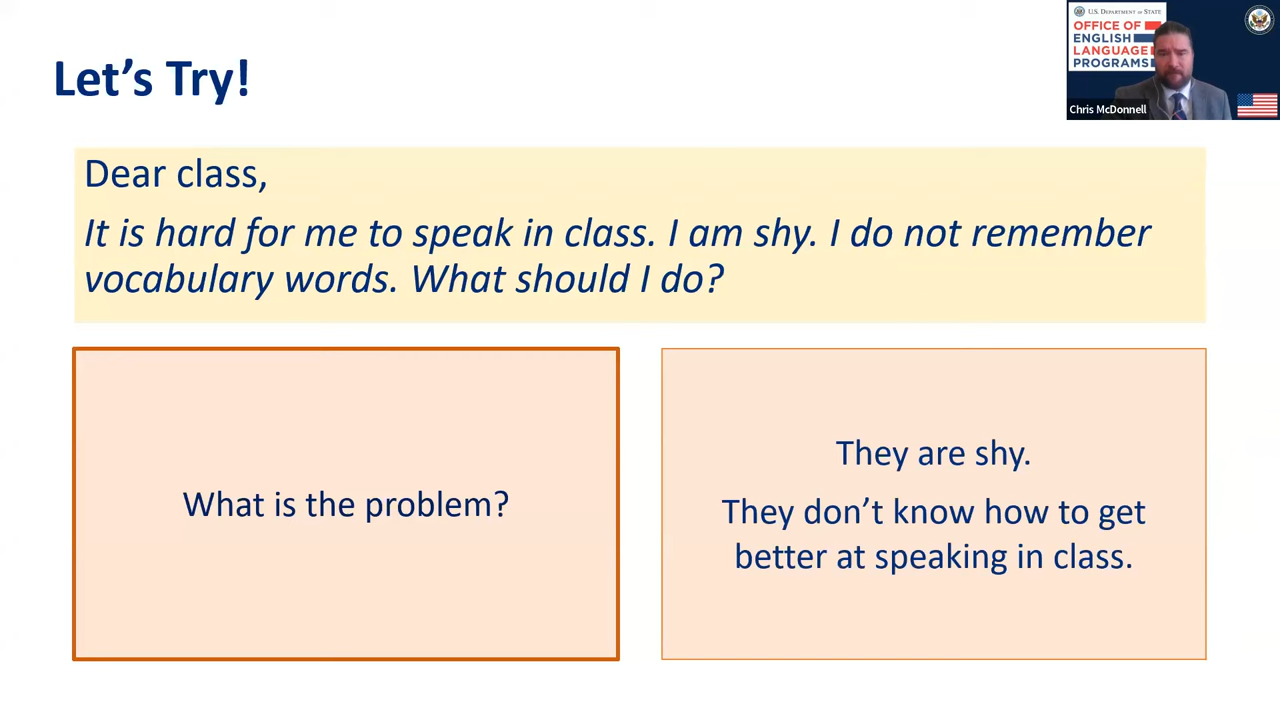 Let's Try!
U.S. DEPARTMENT OF STATE
OFFICE OF
ENGLISH
LANGUAGE
PROGRAMS
Chris McDonnell
Dear class,
It is hard for me to speak in class. I am shy. I do not remember
vocabulary words. What should I do?
What is the problem?
They are shy.
They don't know how to get
better at speaking in class.